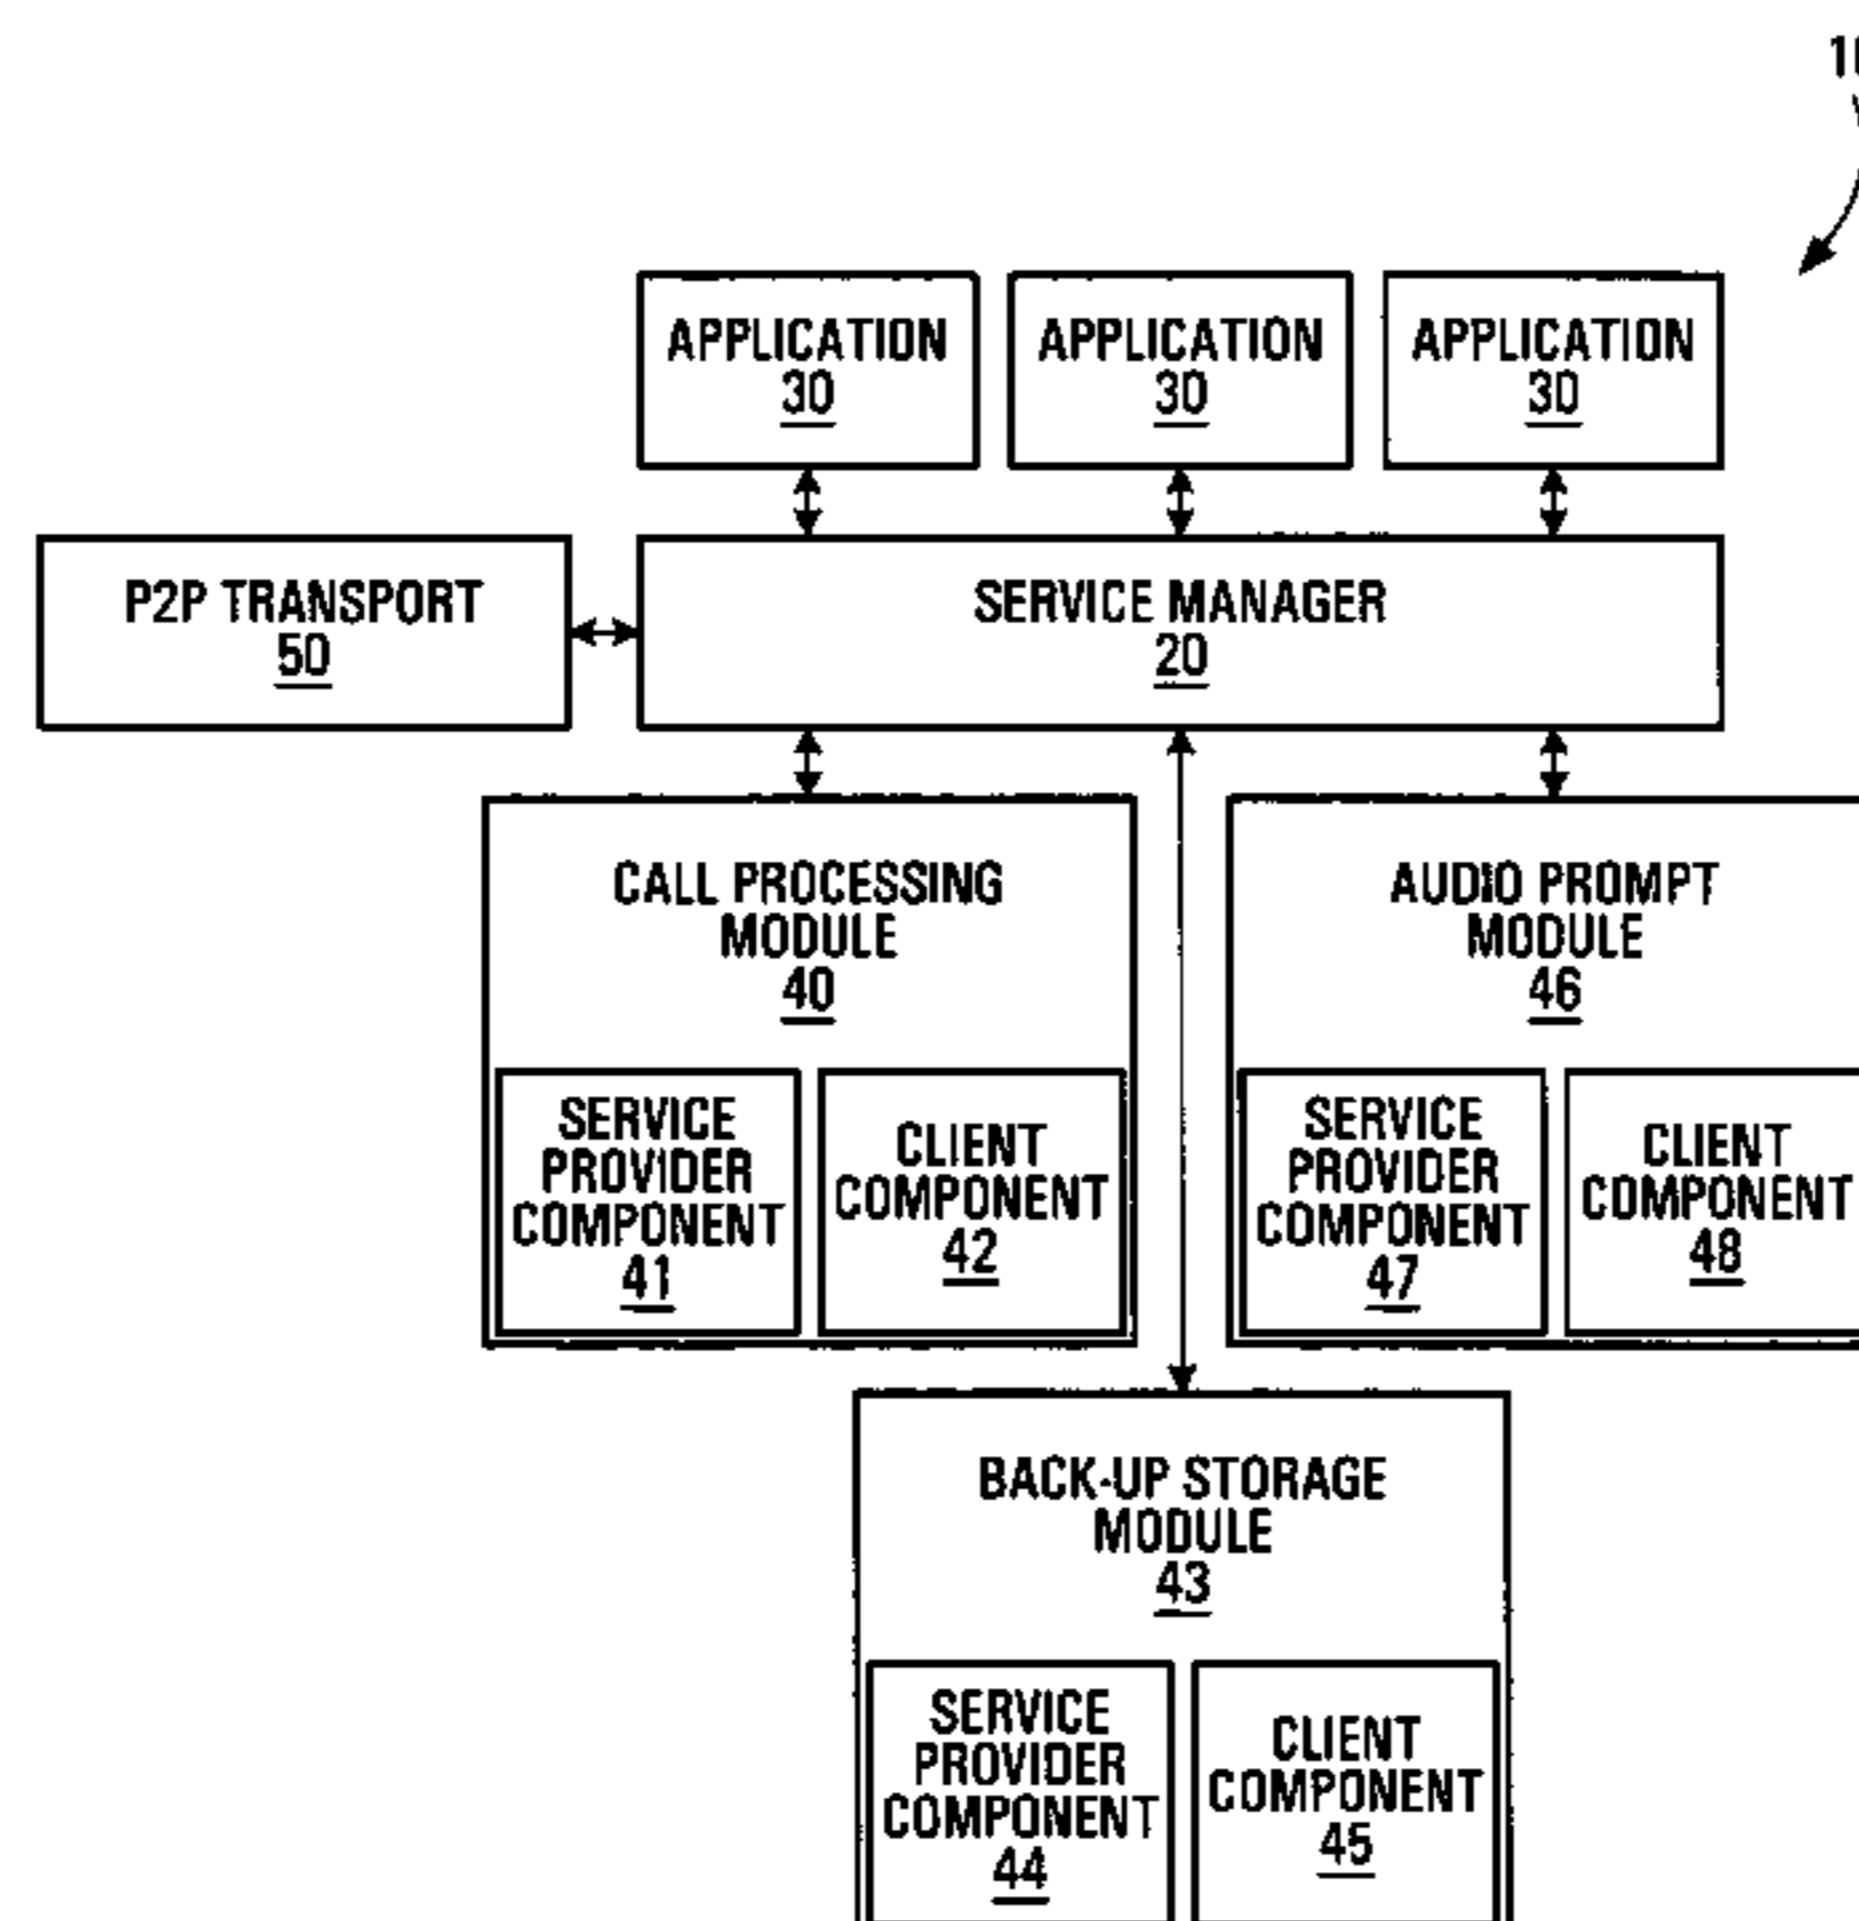 APPLICATION
30
APPLICATION
30
APPLICATION
30
P2P TRANSPORT
50
SERVICE MANAGER
20
CALL PROCESSING
MODULE
40
AUDIO PROMPT
MODULE
46
SERVICE
PROVIDER
COMPONENT
41
CLIENT
COMPONENT
42
SERVICE
PROVIDER
COMPONENT
47
CLIENT
COMPONENT
48
BACK-UP STORAGE
MODULE
43
SERVICE
PROVIDER
COMPONENT
44
CLIENT
COMPONENT
45